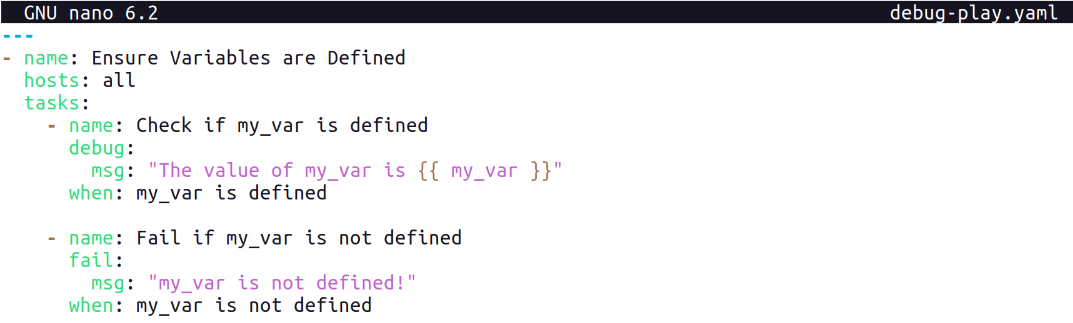 GNU nano 6.2 debug-play.yaml
---
- name: Ensure Variables are Defined
  hosts: all
  tasks:
    - name: Check if my_var is defined
      debug:
        msg: "The value of my_var is {{ my_var }}"
      when: my_var is defined

    - name: Fail if my_var is not defined
      fail:
        msg: "my_var is not defined!"
      when: my_var is not defined